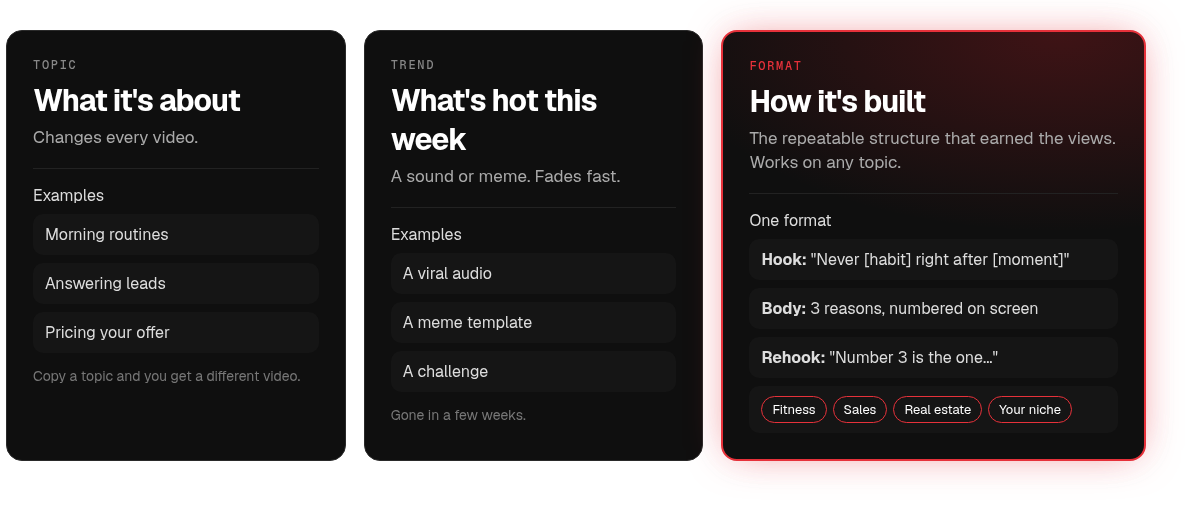 TOPIC
What it's about
Changes every video.
Examples
Morning routines
Answering leads
Pricing your offer
Copy a topic and you get a different video.
TREND
What's hot this
week
A sound or meme. Fades fast.
Examples
A viral audio
A meme template
A challenge
Gone in a few weeks.
FORMAT
How it's built
The repeatable structure that earned the views.
Works on any topic.
One format
Hook: "Never [habit] right after [moment]"
Body: 3 reasons, numbered on screen
Rehook: "Number 3 is the one…"
Fitness Sales Real estate Your niche